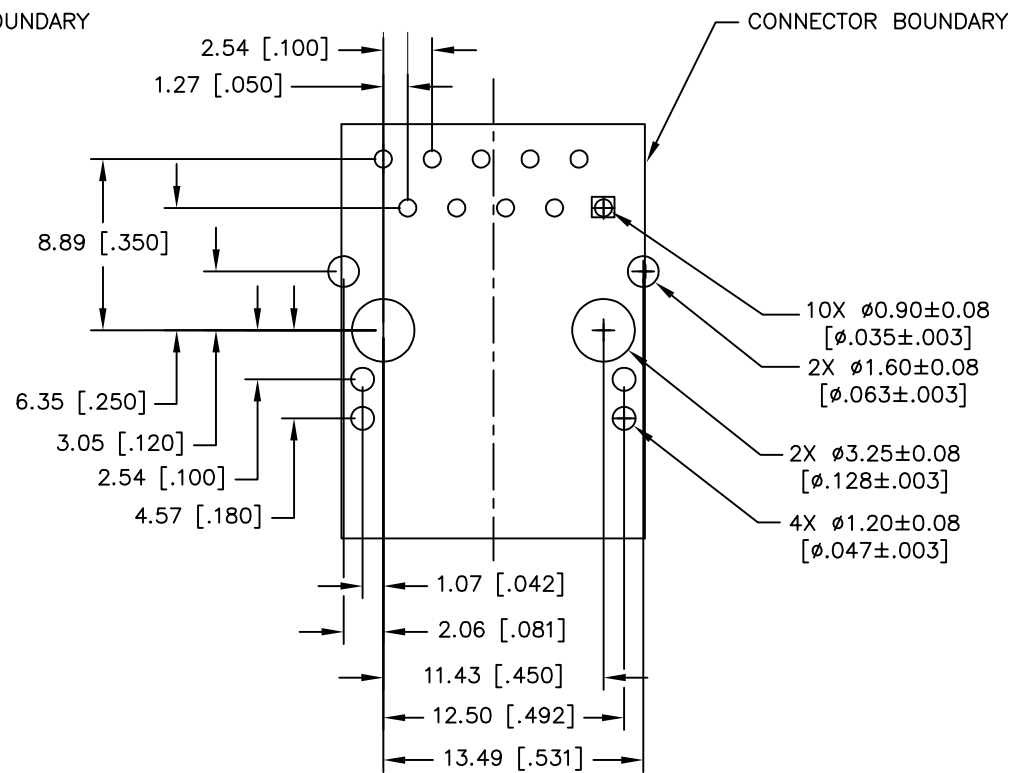 OUNDARY
CONNECTOR BOUNDARY
2.54 [.100]
1.27 [.050]
8.89 [.350]
10X ø0.90±0.08
[ø.035±.003]
2X ø1.60±0.08
[ø.063±.003]
6.35 [.250]
3.05 [.120]
2.54 [.100]
4.57 [.180]
2X ø3.25±0.08
[ø.128±.003]
4X ø1.20±0.08
[ø.047±.003]
1.07 [.042]
2.06 [.081]
11.43 [.450]
12.50 [.492]
13.49 [.531]